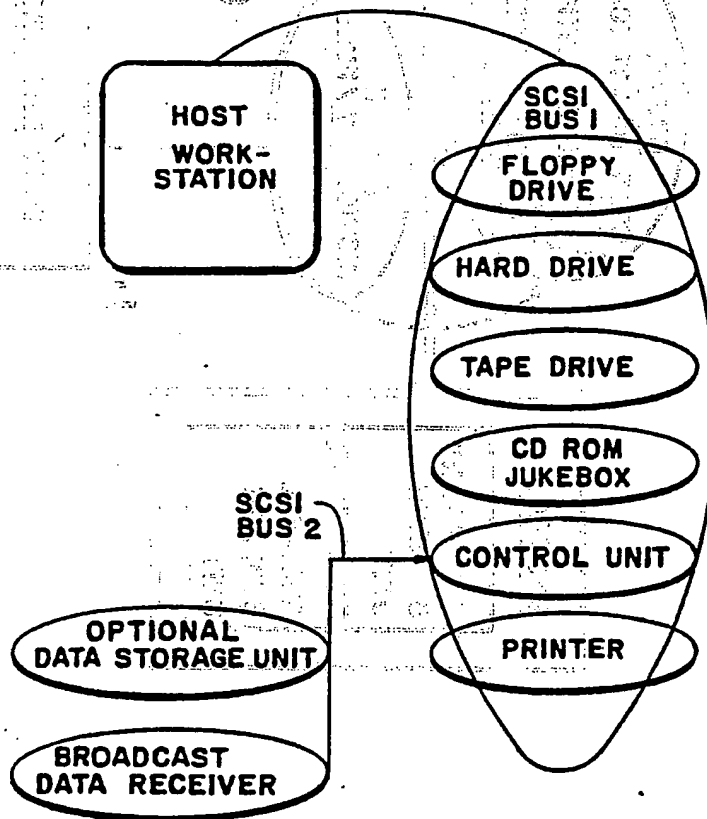 HOST
WORK-
STATION
SCSI
BUS 1
FLOPPY
DRIVE
HARD DRIVE
TAPE DRIVE
CD ROM
JUKEBOX
SCSI
BUS 2
CONTROL UNIT
OPTIONAL
DATA STORAGE UNIT
PRINTER
BROADCAST
DATA RECEIVER